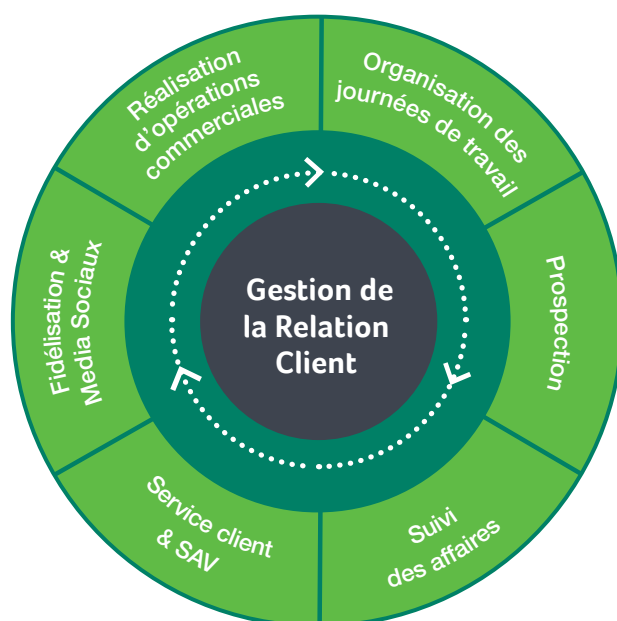 Réalisation
d'opérations
commerciales
Organisation des
journées de travail
Prospection
Suivi
des affaires
Service client
& SAV
Fidélisation &
Media Sociaux
Gestion de
la Relation
Client